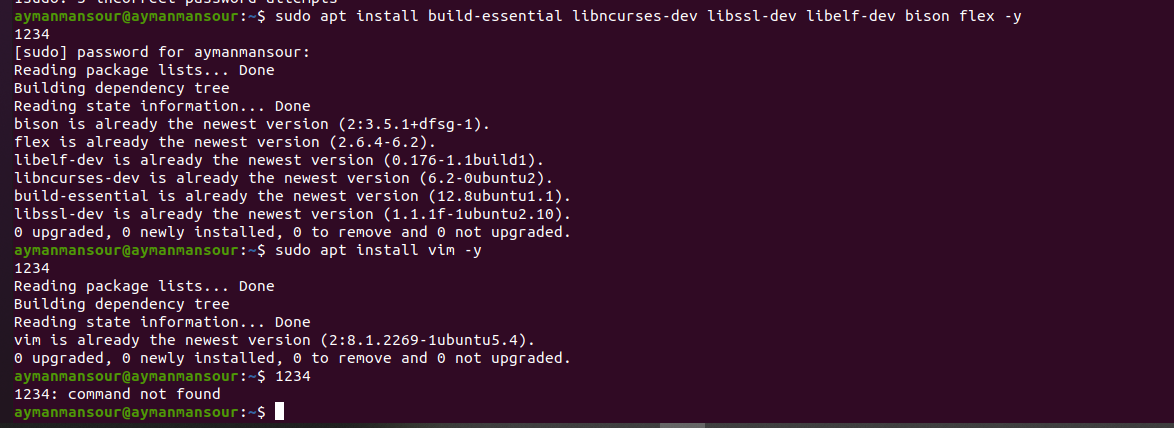 aymanmansour@aymanmansour:~$ sudo apt install build-essential libncurses-dev libssl-dev libelf-dev bison flex -y
1234
[sudo] password for aymanmansour:
Reading package lists... Done
Building dependency tree
Reading state information... Done
bison is already the newest version (2:3.5.1+dfsg-1).
flex is already the newest version (2.6.4-6.2).
libelf-dev is already the newest version (0.176-1.1build1).
libncurses-dev is already the newest version (6.2-0ubuntu2).
build-essential is already the newest version (12.8ubuntu1.1).
libssl-dev is already the newest version (1.1.1f-1ubuntu2.10).
0 upgraded, 0 newly installed, 0 to remove and 0 not upgraded.
aymanmansour@aymanmansour:~$ sudo apt install vim -y
1234
Reading package lists... Done
Building dependency tree
Reading state information... Done
vim is already the newest version (2:8.1.2269-1ubuntu5.4).
0 upgraded, 0 newly installed, 0 to remove and 0 not upgraded.
aymanmansour@aymanmansour:~$ 1234
1234: command not found
aymanmansour@aymanmansour:~$